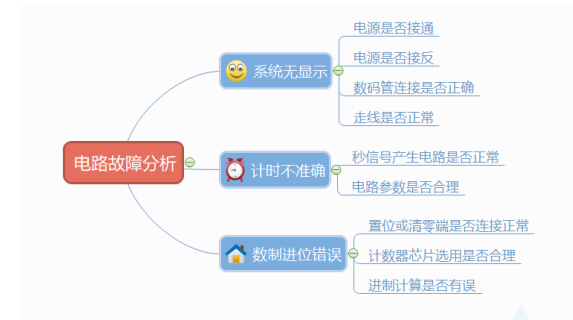 电路故障分析
系统无显示
电源是否接通
电源是否接反
数码管连接是否正确
走线是否正常
计时不准确
秒信号产生电路是否正常
电路参数是否合理
数制进位错误
置位或清零端是否连接正常
计数器芯片选用是否合理
进制计算是否有误